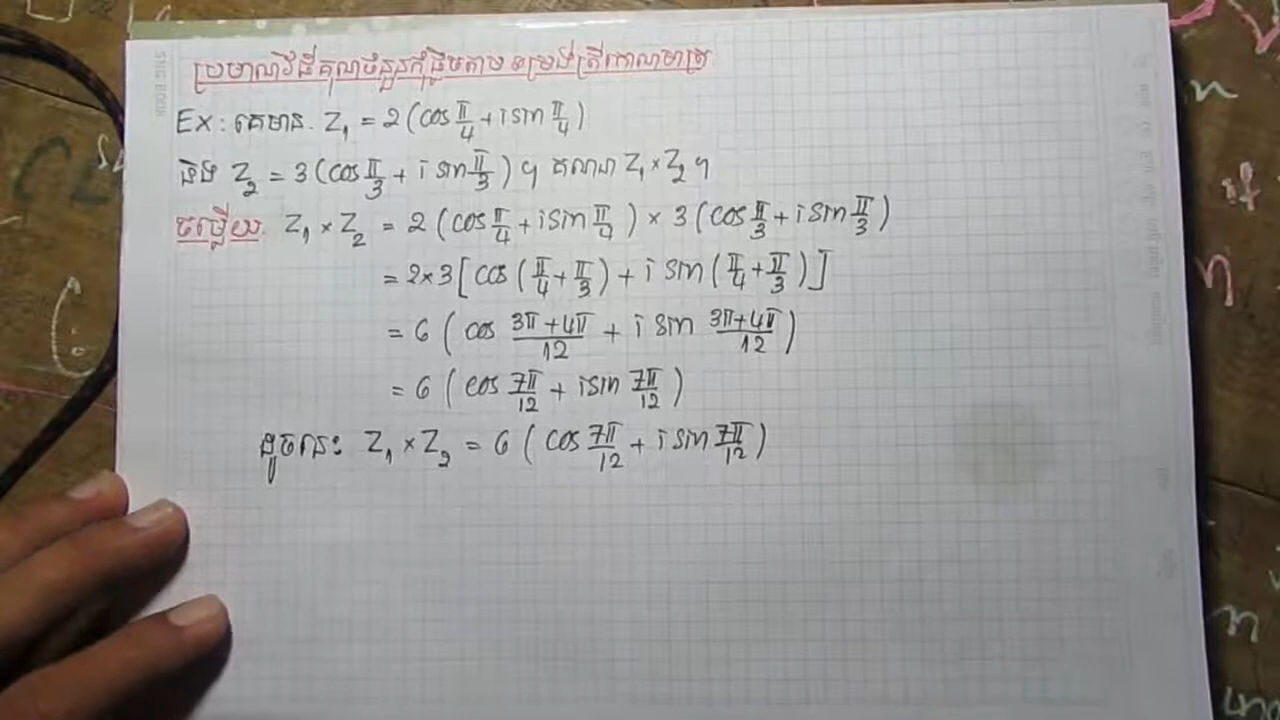 ប្រមាណវិធីគុណចំនួនកុំផ្លិចតាមទម្រង់ត្រីកោណមាត្រ
Ex : គេមាន Z₁ = 2 (cos π/4 + i sin π/4)
និង Z₂ = 3 (cos π/3 + i sin π/3) ។ គណនា Z₁ × Z₂ ។
ចម្លើយ Z₁ × Z₂ = 2 (cos π/4 + i sin π/4) × 3 (cos π/3 + i sin π/3)
= 2×3 [cos (π/4 + π/3) + i sin (π/4 + π/3)]
= 6 (cos (3π+4π)/12 + i sin (3π+4π)/12)
= 6 (cos 7π/12 + i sin 7π/12)
ដូចនេះ Z₁ × Z₂ = 6 (cos 7π/12 + i sin 7π/12)
SNG BOOK